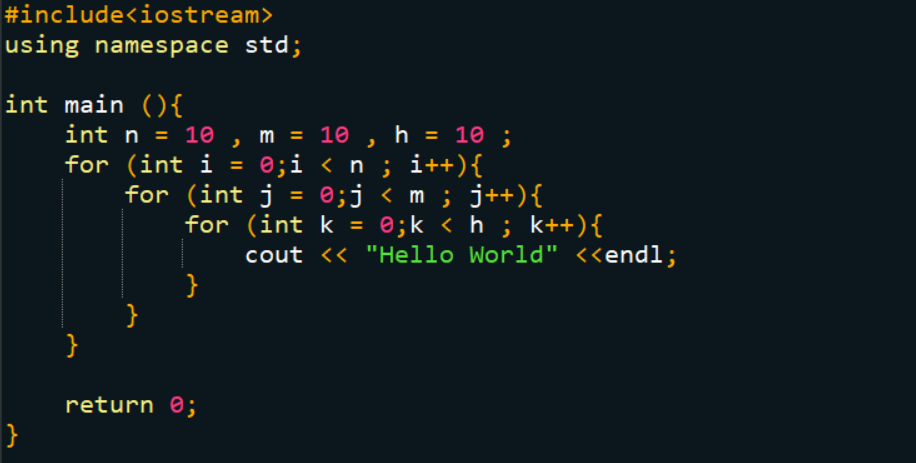 #include<iostream>
using namespace std;

int main (){
    int n = 10 , m = 10 , h = 10 ;
    for (int i = 0;i < n ; i++){
        for (int j = 0;j < m ; j++){
            for (int k = 0;k < h ; k++){
                cout << "Hello World" <<endl;
            }
        }
    }

    return 0;
}